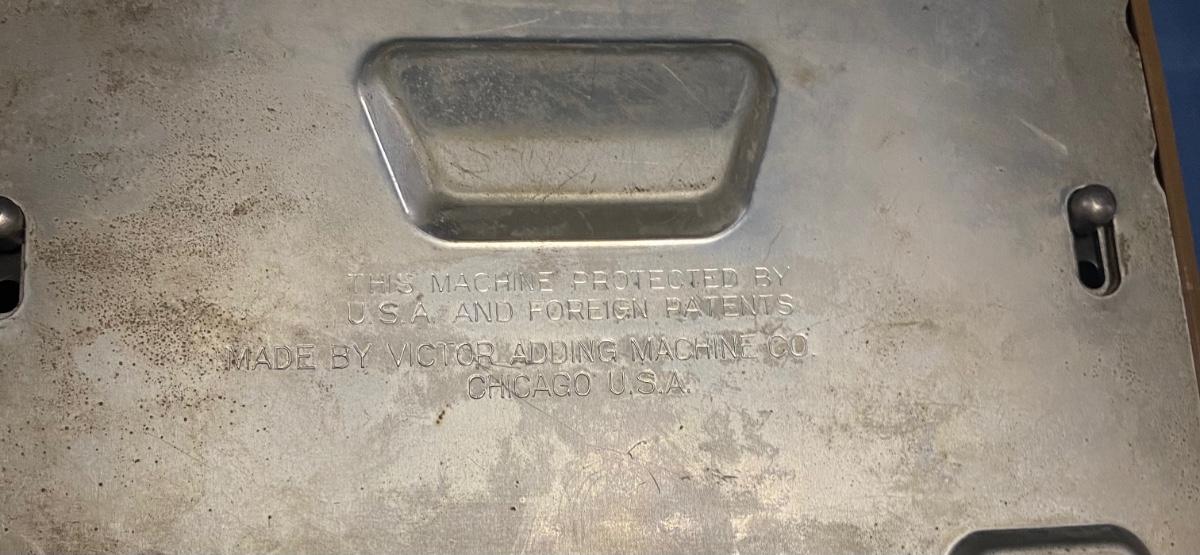 THIS MACHINE PROTECTED BY
U.S.A. AND FOREIGN PATENTS
MADE BY VICTOR ADDING MACHINE CO.
CHICAGO U.S.A.